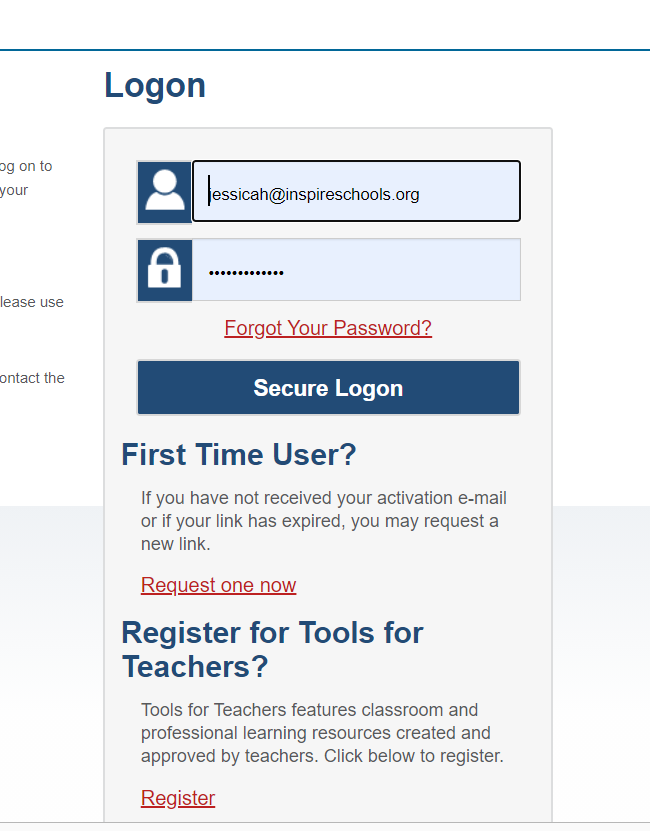 Logon
og on to
your
jessicah@inspireschools.org
lease use
Forgot Your Password?
ontact the
Secure Logon
First Time User?
If you have not received your activation e-mail
or if your link has expired, you may request a
new link.
Request one now
Register for Tools for
Teachers?
Tools for Teachers features classroom and
professional learning resources created and
approved by teachers. Click below to register.
Register